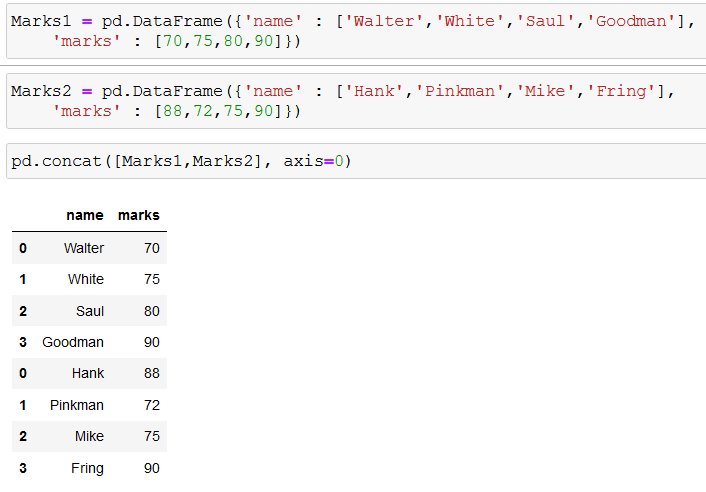 Marks1 = pd.DataFrame({'name' : ['Walter','White','Saul','Goodman'],
    'marks' : [70,75,80,90]})
Marks2 = pd.DataFrame({'name' : ['Hank','Pinkman','Mike','Fring'],
    'marks' : [88,72,75,90]})
pd.concat([Marks1,Marks2], axis=0)
name marks
0 Walter 70
1 White 75
2 Saul 80
3 Goodman 90
0 Hank 88
1 Pinkman 72
2 Mike 75
3 Fring 90